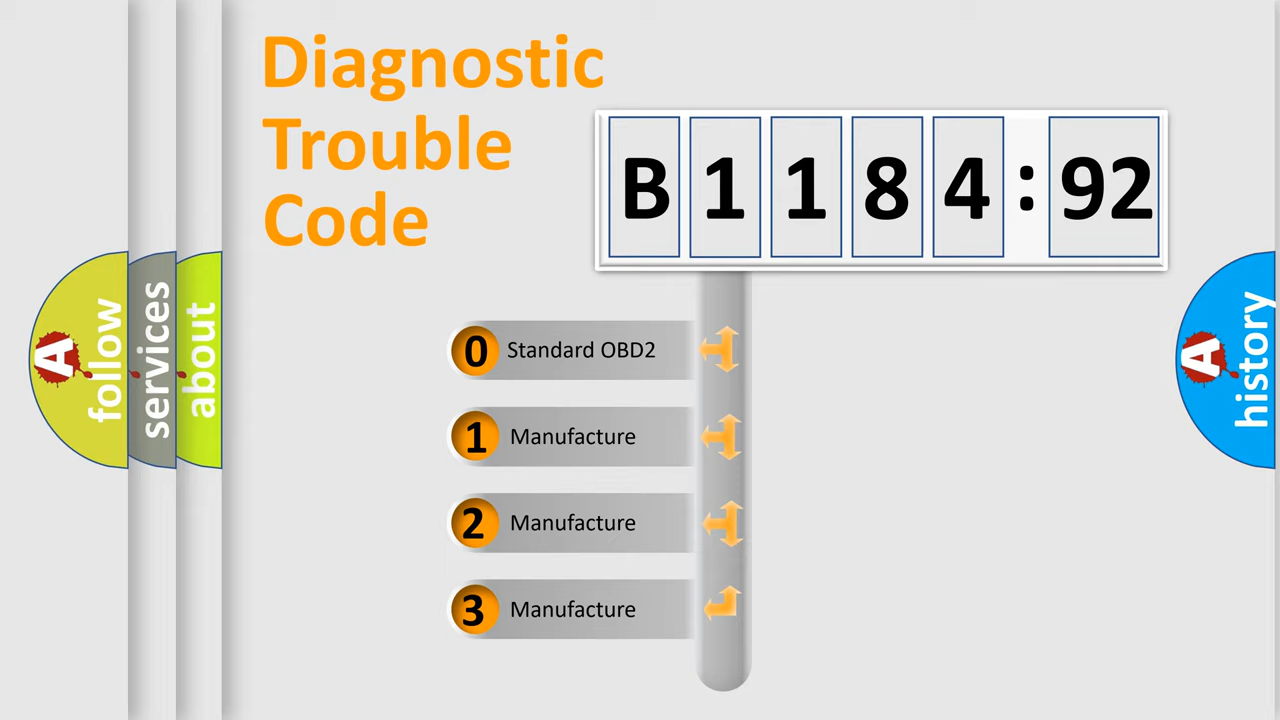 Diagnostic
Trouble
Code
B 1 1 8 4 : 92
0 Standard OBD2
1 Manufacture
2 Manufacture
3 Manufacture
A follow
services
about
A history